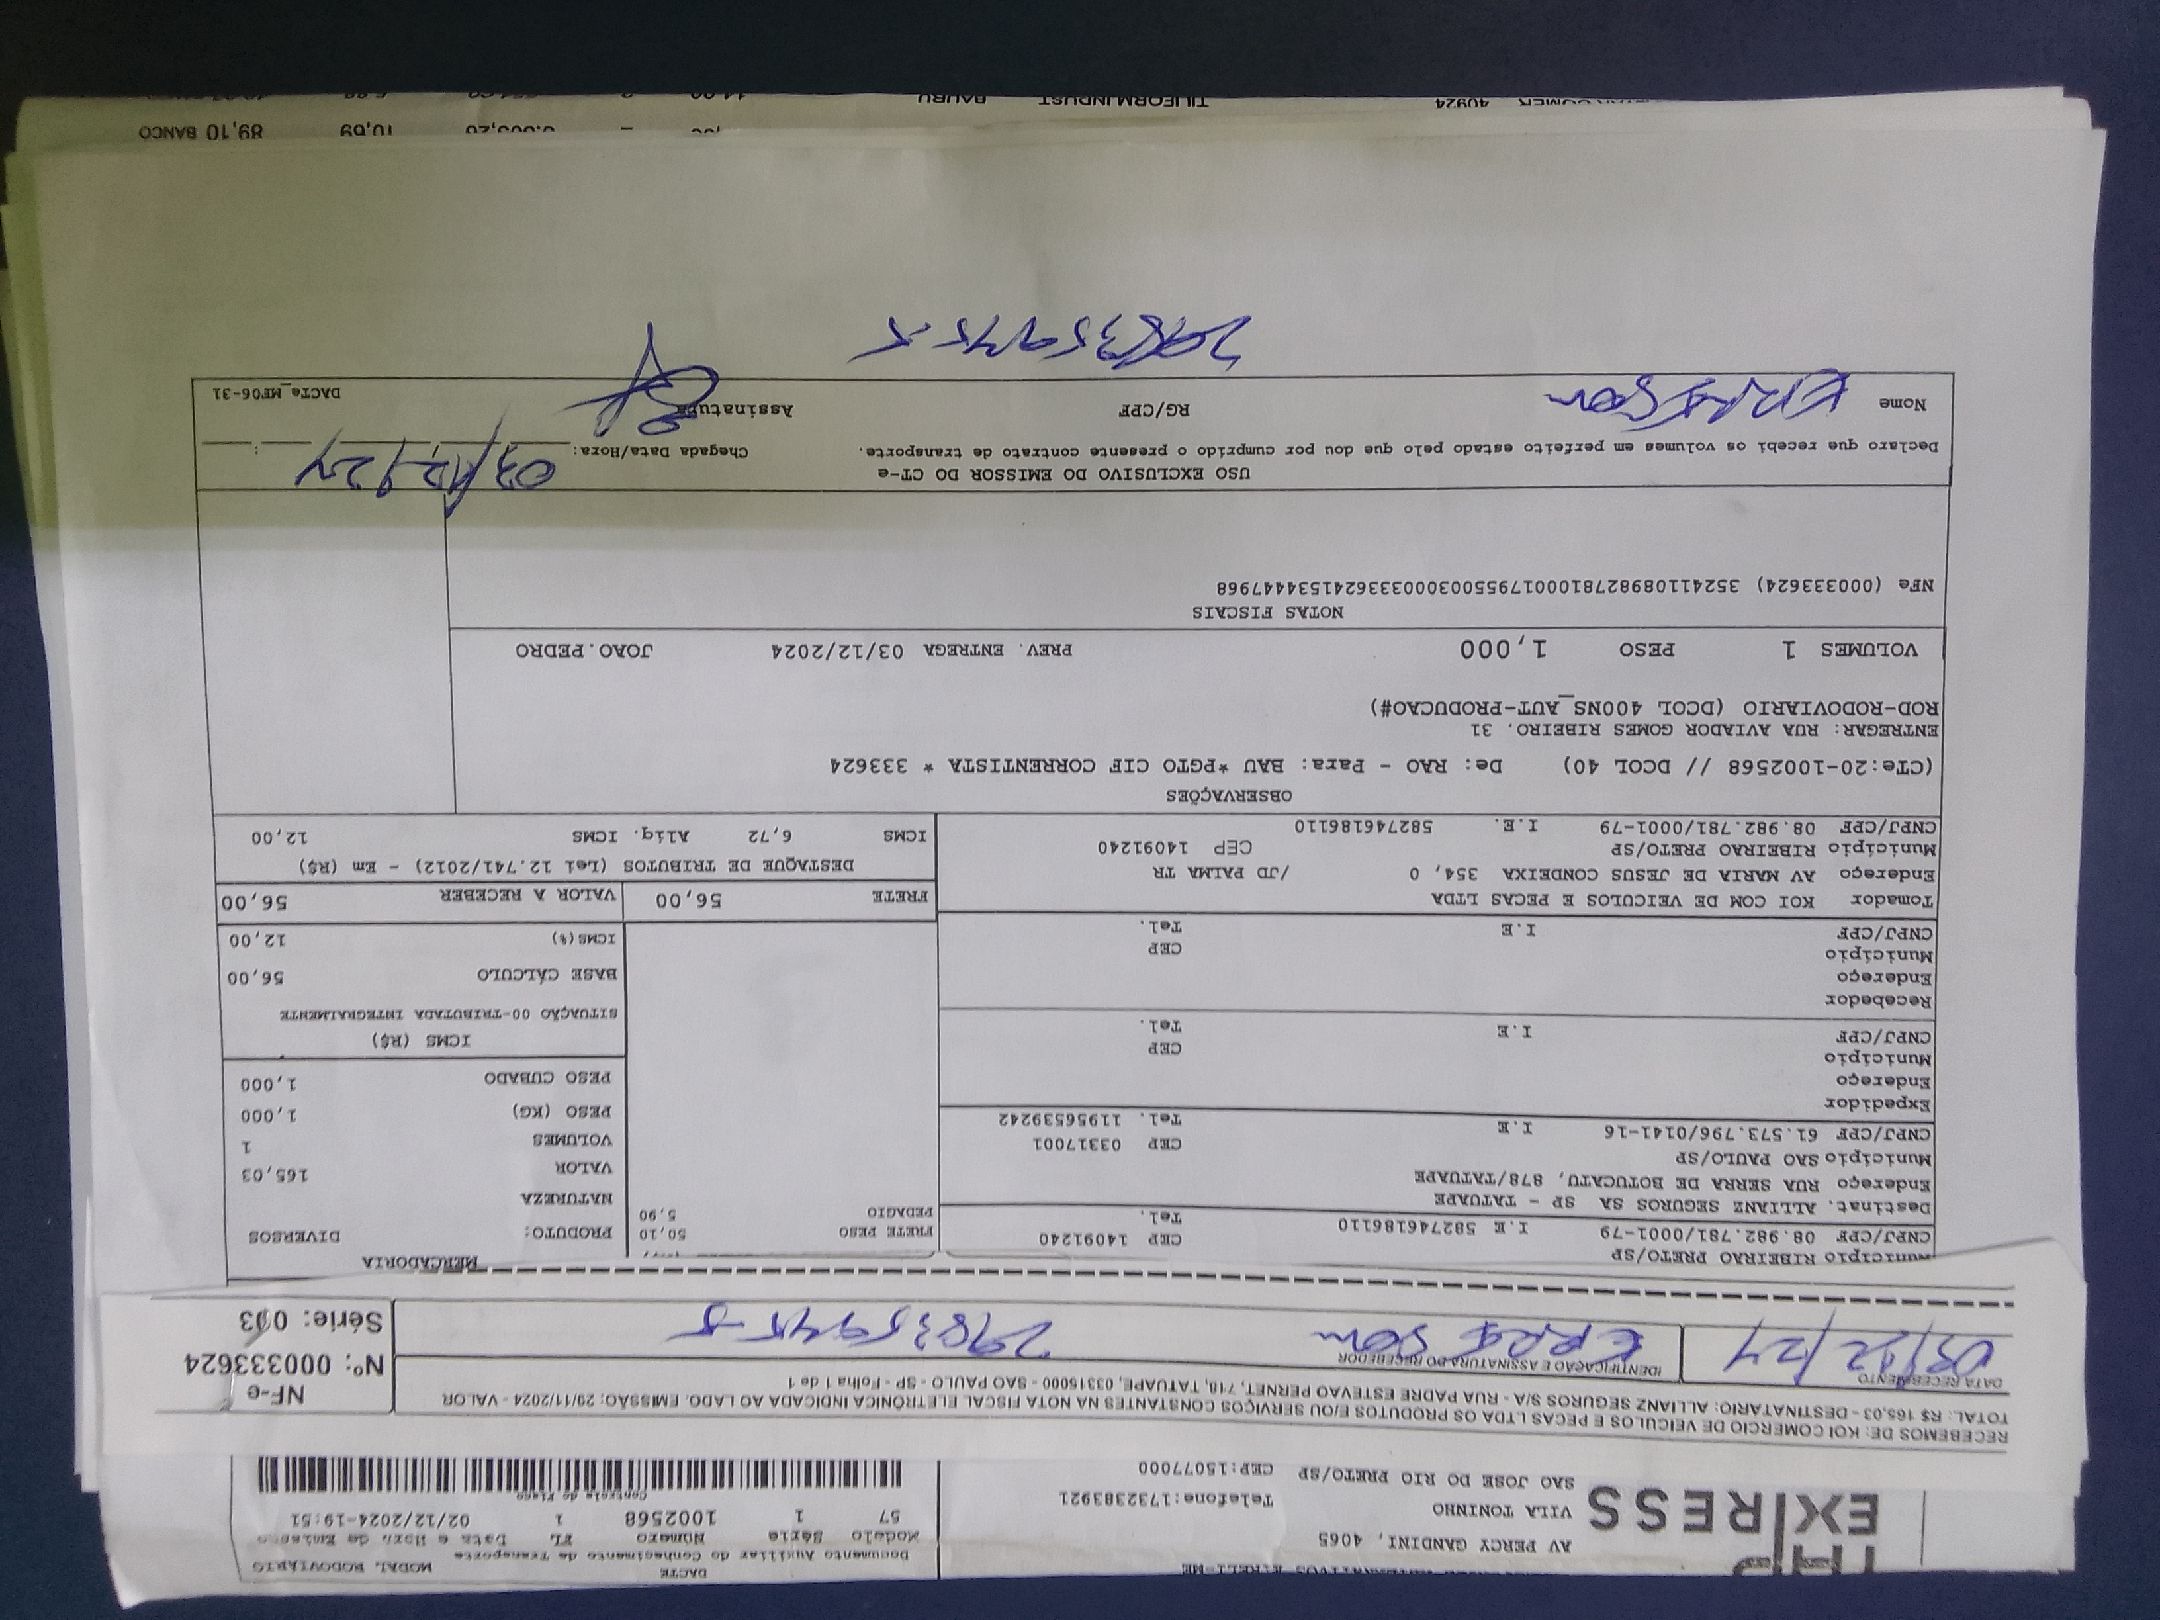 DACTE
Documento Auxiliar do Conhecimento de Transporte
MODAL RODOVIÁRIO
EXPRESS
AV PERCY GANDINI, 4065
VILA TONINHO
Telefone:1732383921
SAO JOSE DO RIO PRETO/SP CEP:15077000
Modelo Série Número FL Data e Hora de Emissão
57 1 1002568 1 02/12/2024-19:51
Controle do Fisco
RECEBEMOS DE: KOI COMERCIO DE VEICULOS E PECAS LTDA OS PRODUTOS E/OU SERVIÇOS CONSTANTES NA NOTA FISCAL ELETRÔNICA INDICADA AO LADO. EMISSÃO: 29/11/2024 - VALOR
TOTAL: R$ 165,03 - DESTINATÁRIO: ALLIANZ SEGUROS S/A - RUA PADRE ESTEVAO PERNET, 718, TATUAPE, 03315000 - SAO PAULO - SP - Folha 1 de 1
DATA RECEBIMENTO
03/12/24
IDENTIFICAÇÃO E ASSINATURA DO RECEBEDOR
NF-e
Nº: 000333624
Série: 003
Município RIBEIRAO PRETO/SP
CNPJ/CPF 08.982.781/0001-79 I.E 582746186110
CEP 14091240
Tel.
Destinat. ALLIANZ SEGUROS SA SP - TATUAPE
Endereço RUA SERRA DE BOTUCATU, 878/TATUAPE
Município SAO PAULO/SP
CEP 03317001
CNPJ/CPF 61.573.796/0141-16 I.E
Tel. 11956539242
Expedidor
Endereço
Município
CEP
CNPJ/CPF I.E
Tel.
Recebedor
Endereço
Município
CEP
CNPJ/CPF I.E
Tel.
Tomador KOI COM DE VEICULOS E PECAS LTDA
Endereço AV MARIA DE JESUS CONDEIXA 354, 0 /JD PALMA TR
Município RIBEIRAO PRETO/SP CEP 14091240
CNPJ/CPF 08.982.781/0001-79 I.E. 582746186110
FRETE PESO 50,10
PEDAGIO 5,90
MERCADORIA
PRODUTO: DIVERSOS
NATUREZA
VALOR 165,03
VOLUMES 1
PESO (KG) 1,000
PESO CUBADO 1,000
ICMS (R$)
SITUAÇÃO 00-TRIBUTADA INTEGRALMENTE
BASE CÁLCULO 56,00
ICMS(%) 12,00
FRETE 56,00 VALOR A RECEBER 56,00
DESTAQUE DE TRIBUTOS (Lei 12.741/2012) - Em (R$)
ICMS 6,72 Alíq. ICMS 12,00
OBSERVAÇÕES
(CTe:20-1002568 // DCOL 40) De: RAO - Para: BAU *PGTO CIF CORRENTISTA * 333624
ENTREGAR: RUA AVIADOR GOMES RIBEIRO. 31
ROD-RODOVIARIO (DCOL 400NS_AUT-PRODUCAO#)
VOLUMES 1 PESO 1,000 PREV. ENTREGA 03/12/2024 JOAO.PEDRO
NOTAS FISCAIS
NFe (000333624) 35241108982781000179550030003336241534447968
USO EXCLUSIVO DO EMISSOR DO CT-e
Declaro que recebi os volumes em perfeito estado pelo que dou por cumprido o presente contrato de transporte.
Chegada Data/Hora: 03/12/24
Nome
RG/CPF
Assinatura
DACTe_MF06-31
89,10 BANCO
10,69
40924
BAURU